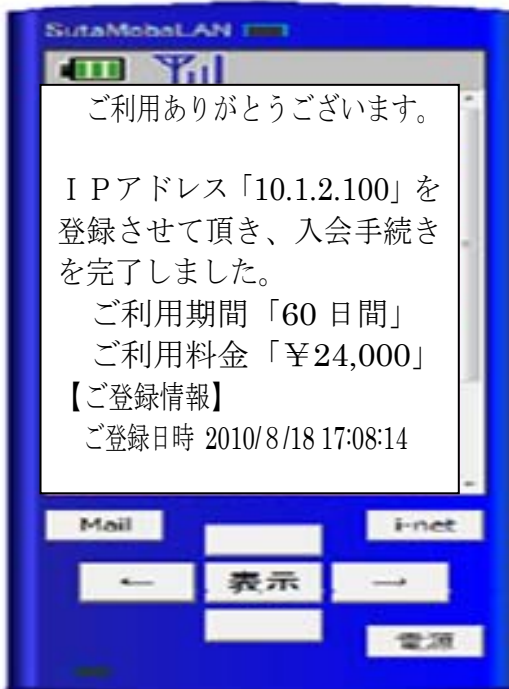 SutaMobaLAN
ご利用ありがとうございます。
ＩＰアドレス「10.1.2.100」を
登録させて頂き、入会手続き
を完了しました。
ご利用期間「60 日間」
ご利用料金「￥24,000」
【ご登録情報】
ご登録日時 2010/８/18 17:08:14
Mail
i-net
←
表示
→
電源